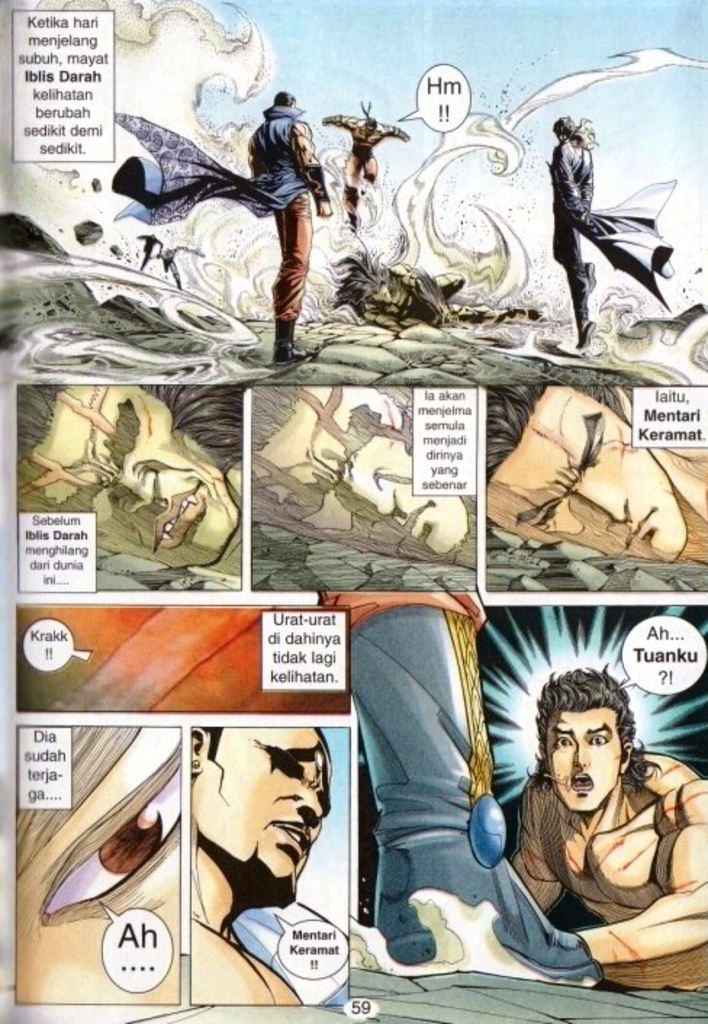 Ketika hari
menjelang
subuh, mayat
Iblis Darah
kelihatan
berubah
sedikit demi
sedikit.
Hm
!!
Sebelum
Iblis Darah
menghilang
dari dunia
ini....
Ia akan
menjelma
semula
menjadi
dirinya
yang
sebenar
Iaitu,
Mentari
Keramat.
Krakk
!!
Urat-urat
di dahinya
tidak lagi
kelihatan.
Ah...
Tuanku
?!
Dia
sudah
terja-
ga....
Ah
....
Mentari
Keramat
!!
59